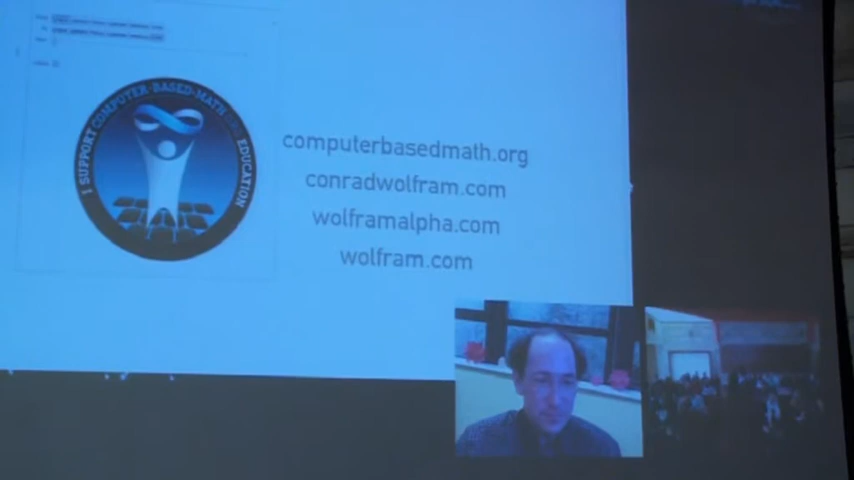 I SUPPORT COMPUTER-BASED-MATH EDUCATION
computerbasedmath.org
conradwolfram.com
wolframalpha.com
wolfram.com